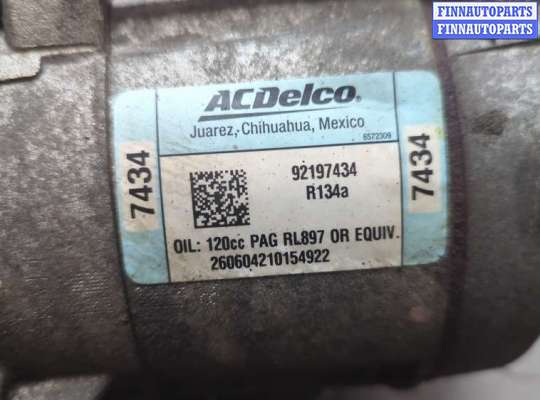 FINNAUTOPARTS
FINNAUTOPARTS
ACDelco®
Juarez, Chihuahua, Mexico
6572309
7434
7434
92197434
R134a
OIL: 120cc PAG RL897 OR EQUIV.
260604210154922